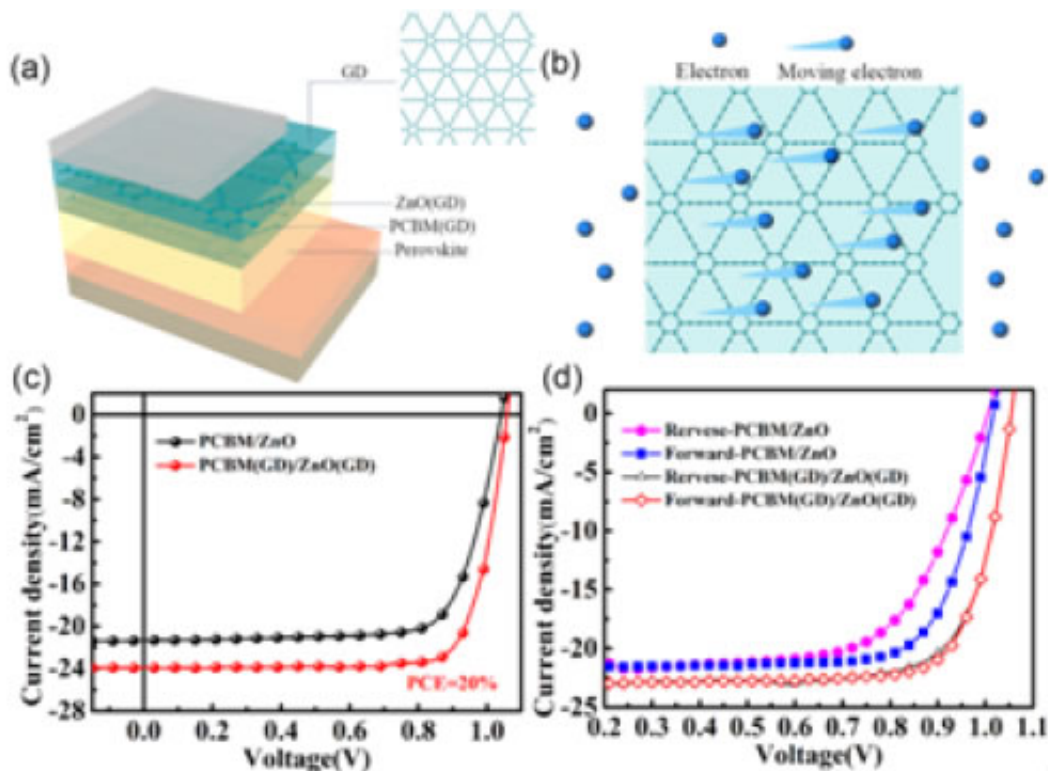 (a)
GD
ZnO(GD)
PCBM(GD)
Perovskite
(b)
Electron
Moving electron
(c)
Current density(mA/cm²)
0
-4
-8
-12
-16
-20
-24
-28
PCBM/ZnO
PCBM(GD)/ZnO(GD)
PCE=20%
0.0 0.2 0.4 0.6 0.8 1.0
Voltage(V)
(d)
Current density(mA/cm²)
0
-5
-10
-15
-20
-25
Rervese-PCBM/ZnO
Forward-PCBM/ZnO
Rervese-PCBM(GD)/ZnO(GD)
Forward-PCBM(GD)/ZnO(GD)
0.2 0.3 0.4 0.5 0.6 0.7 0.8 0.9 1.0
Voltage(V)